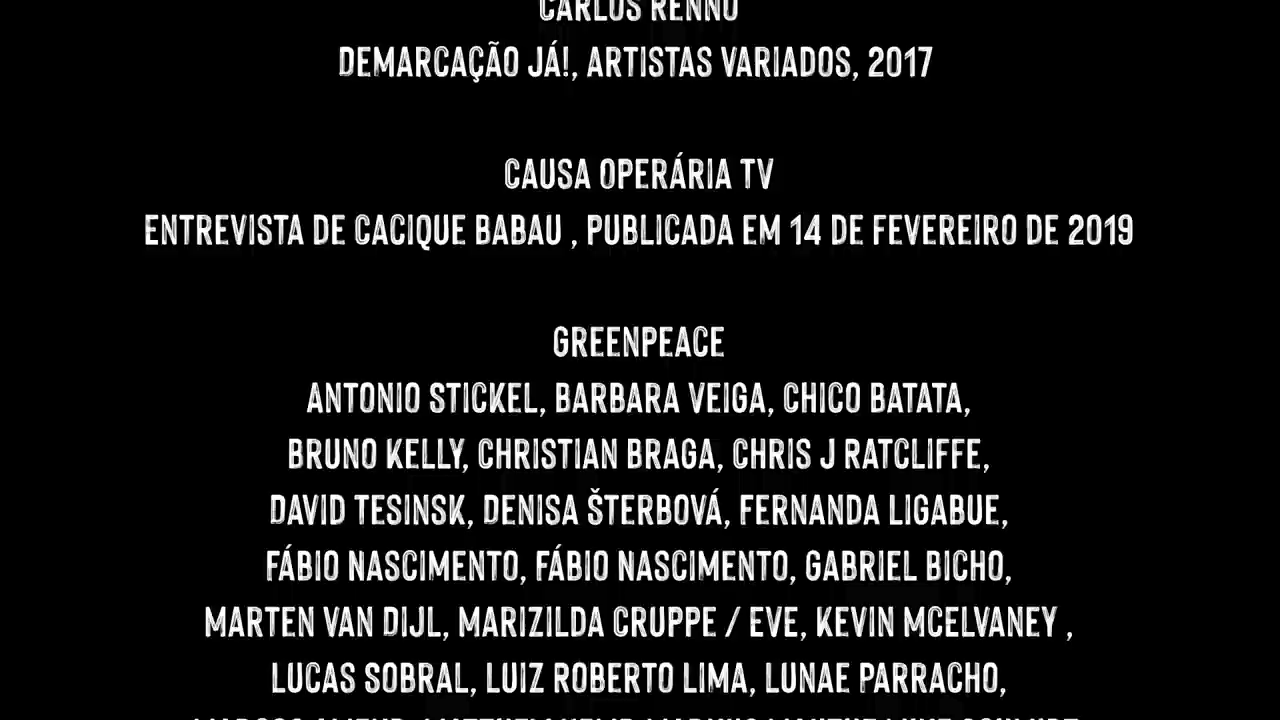 CARLOS RENNÓ
DEMARCAÇÃO JÁ!, ARTISTAS VARIADOS, 2017
CAUSA OPERÁRIA TV
ENTREVISTA DE CACIQUE BABAU , PUBLICADA EM 14 DE FEVEREIRO DE 2019
GREENPEACE
ANTONIO STICKEL, BARBARA VEIGA, CHICO BATATA,
BRUNO KELLY, CHRISTIAN BRAGA, CHRIS J RATCLIFFE,
DAVID TESINSK, DENISA ŠTERBOVÁ, FERNANDA LIGABUE,
FÁBIO NASCIMENTO, FÁBIO NASCIMENTO, GABRIEL BICHO,
MARTEN VAN DIJL, MARIZILDA CRUPPE / EVE, KEVIN MCELVANEY ,
LUCAS SOBRAL, LUIZ ROBERTO LIMA, LUNAE PARRACHO,